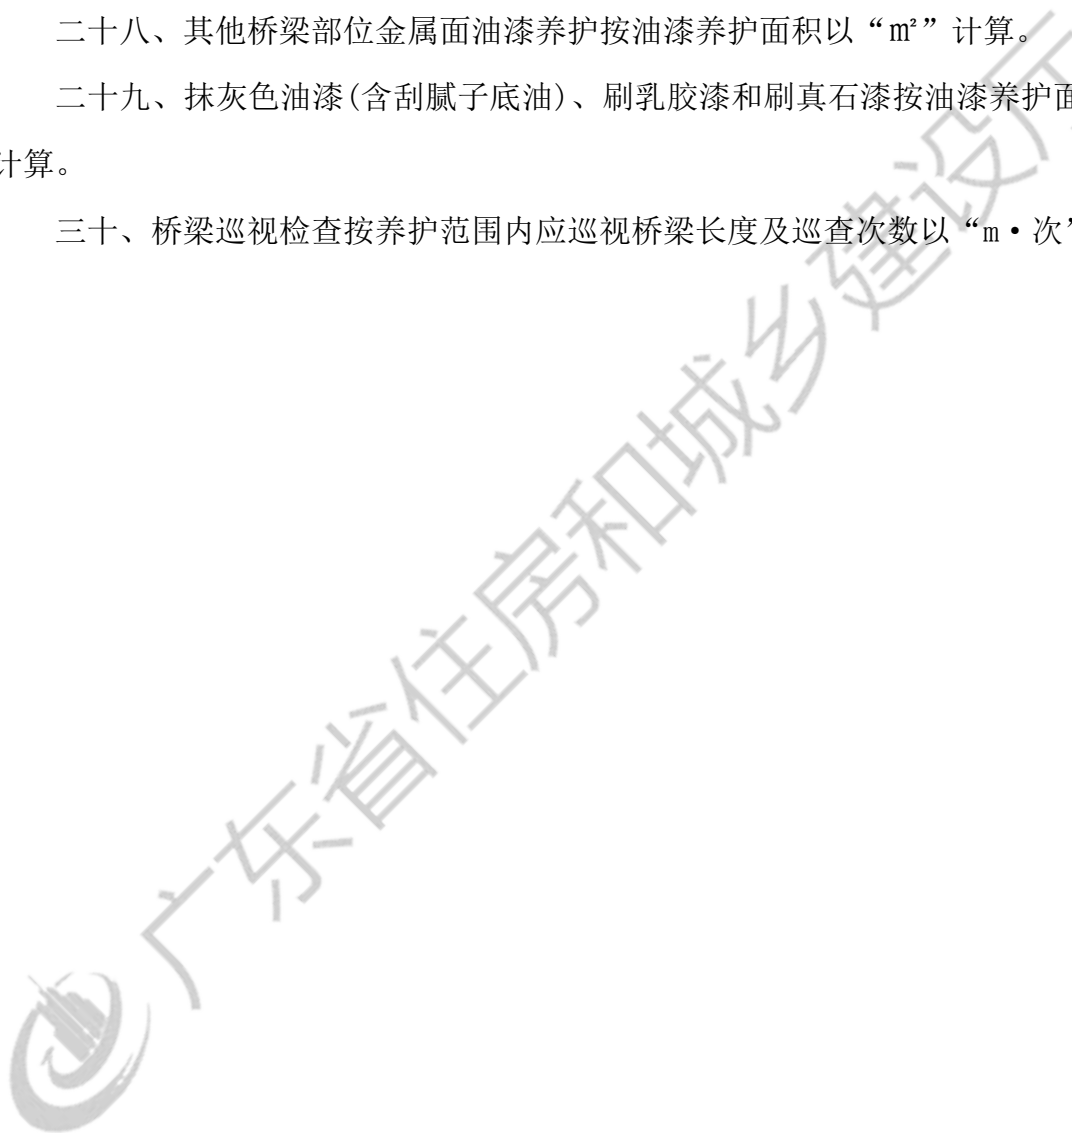 二十八、其他桥梁部位金属面油漆养护按油漆养护面积以“m²”计算。
二十九、抹灰色油漆(含刮腻子底油)、刷乳胶漆和刷真石漆按油漆养护面
计算。
三十、桥梁巡视检查按养护范围内应巡视桥梁长度及巡查次数以“m·次”
广东省住房和城乡建设厅